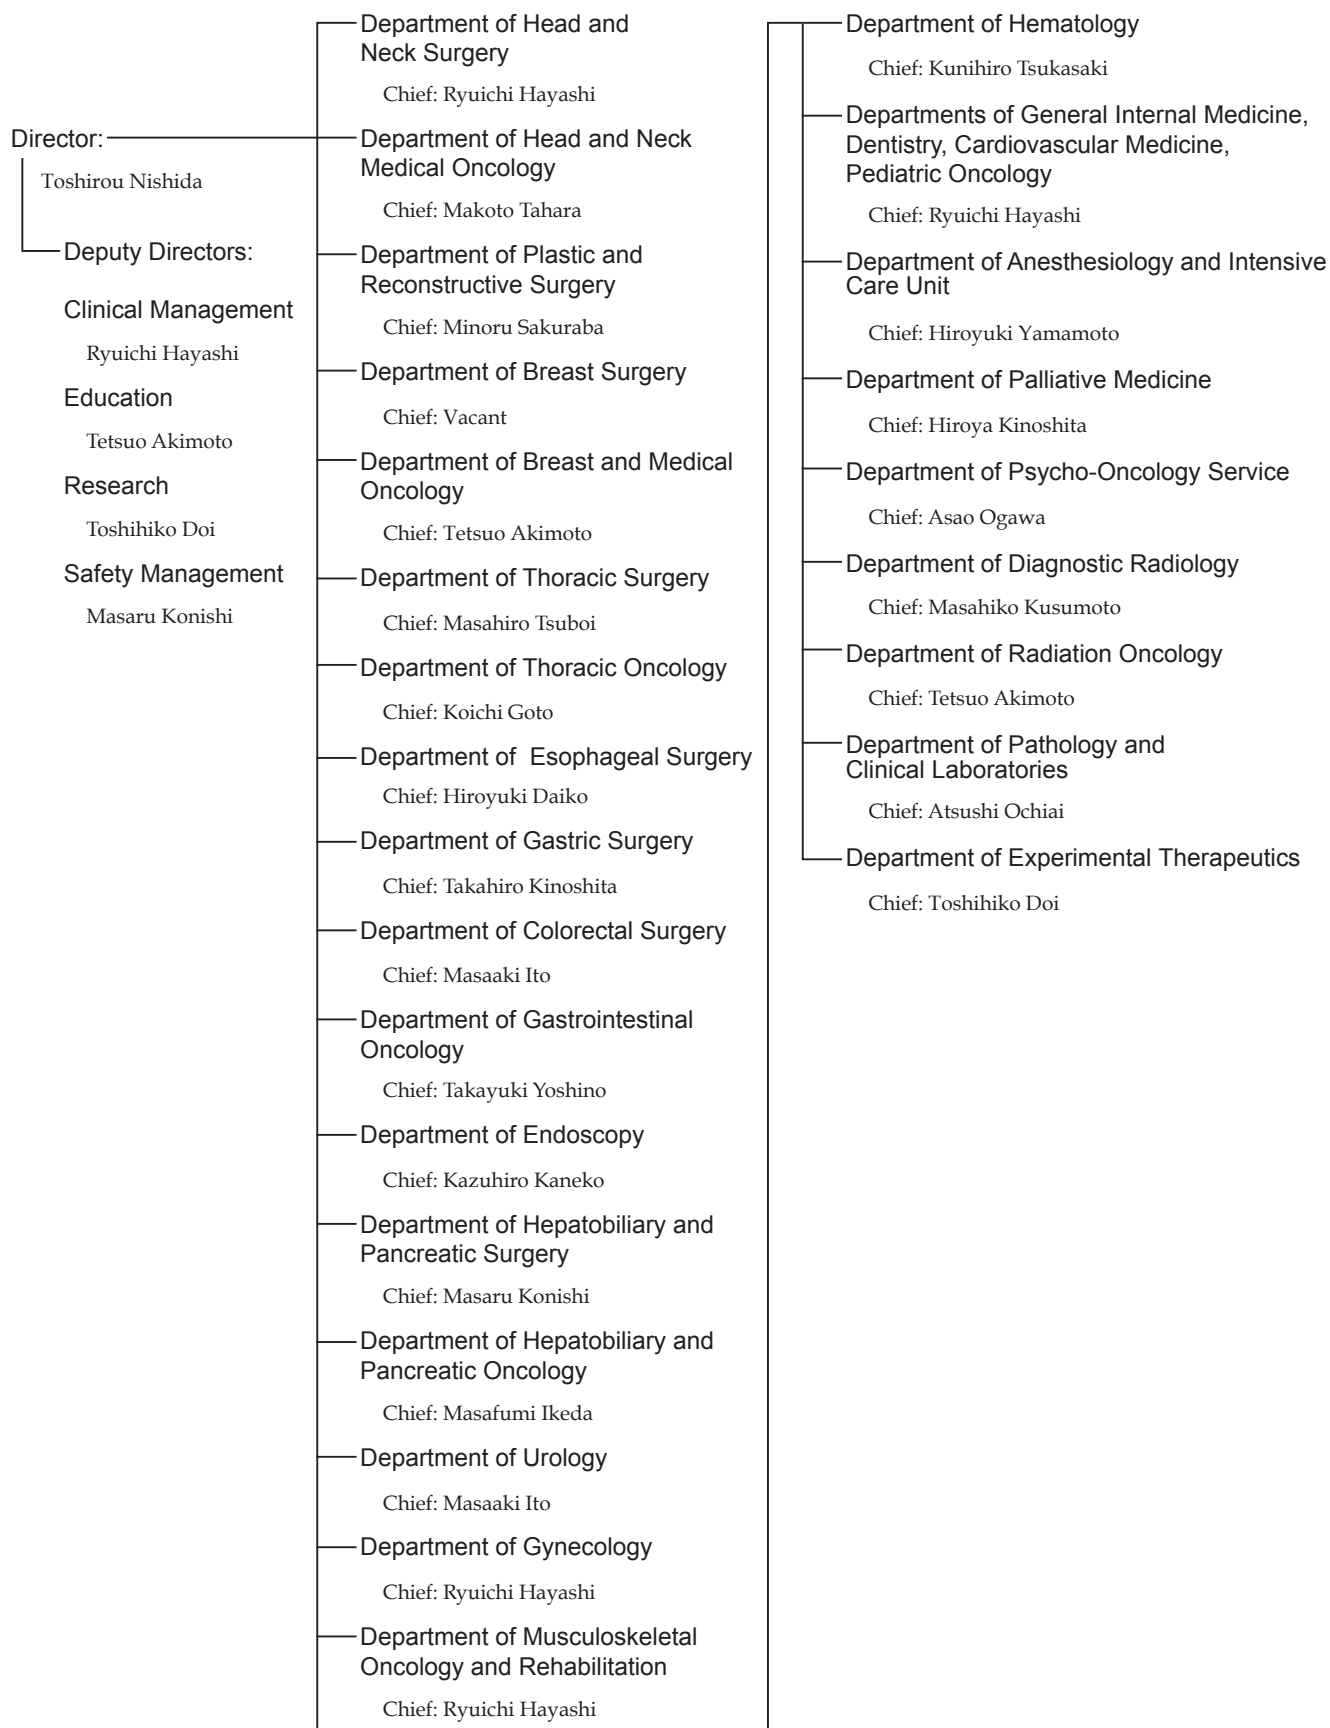 Director:
Toshirou Nishida
Deputy Directors:
Clinical Management
Ryuichi Hayashi
Education
Tetsuo Akimoto
Research
Toshihiko Doi
Safety Management
Masaru Konishi
Department of Head and
Neck Surgery
Chief: Ryuichi Hayashi
Department of Head and Neck
Medical Oncology
Chief: Makoto Tahara
Department of Plastic and
Reconstructive Surgery
Chief: Minoru Sakuraba
Department of Breast Surgery
Chief: Vacant
Department of Breast and Medical
Oncology
Chief: Tetsuo Akimoto
Department of Thoracic Surgery
Chief: Masahiro Tsuboi
Department of Thoracic Oncology
Chief: Koichi Goto
Department of Esophageal Surgery
Chief: Hiroyuki Daiko
Department of Gastric Surgery
Chief: Takahiro Kinoshita
Department of Colorectal Surgery
Chief: Masaaki Ito
Department of Gastrointestinal
Oncology
Chief: Takayuki Yoshino
Department of Endoscopy
Chief: Kazuhiro Kaneko
Department of Hepatobiliary and
Pancreatic Surgery
Chief: Masaru Konishi
Department of Hepatobiliary and
Pancreatic Oncology
Chief: Masafumi Ikeda
Department of Urology
Chief: Masaaki Ito
Department of Gynecology
Chief: Ryuichi Hayashi
Department of Musculoskeletal
Oncology and Rehabilitation
Chief: Ryuichi Hayashi
Department of Hematology
Chief: Kunihiro Tsukasaki
Departments of General Internal Medicine,
Dentistry, Cardiovascular Medicine,
Pediatric Oncology
Chief: Ryuichi Hayashi
Department of Anesthesiology and Intensive
Care Unit
Chief: Hiroyuki Yamamoto
Department of Palliative Medicine
Chief: Hiroya Kinoshita
Department of Psycho-Oncology Service
Chief: Asao Ogawa
Department of Diagnostic Radiology
Chief: Masahiko Kusumoto
Department of Radiation Oncology
Chief: Tetsuo Akimoto
Department of Pathology and
Clinical Laboratories
Chief: Atsushi Ochiai
Department of Experimental Therapeutics
Chief: Toshihiko Doi